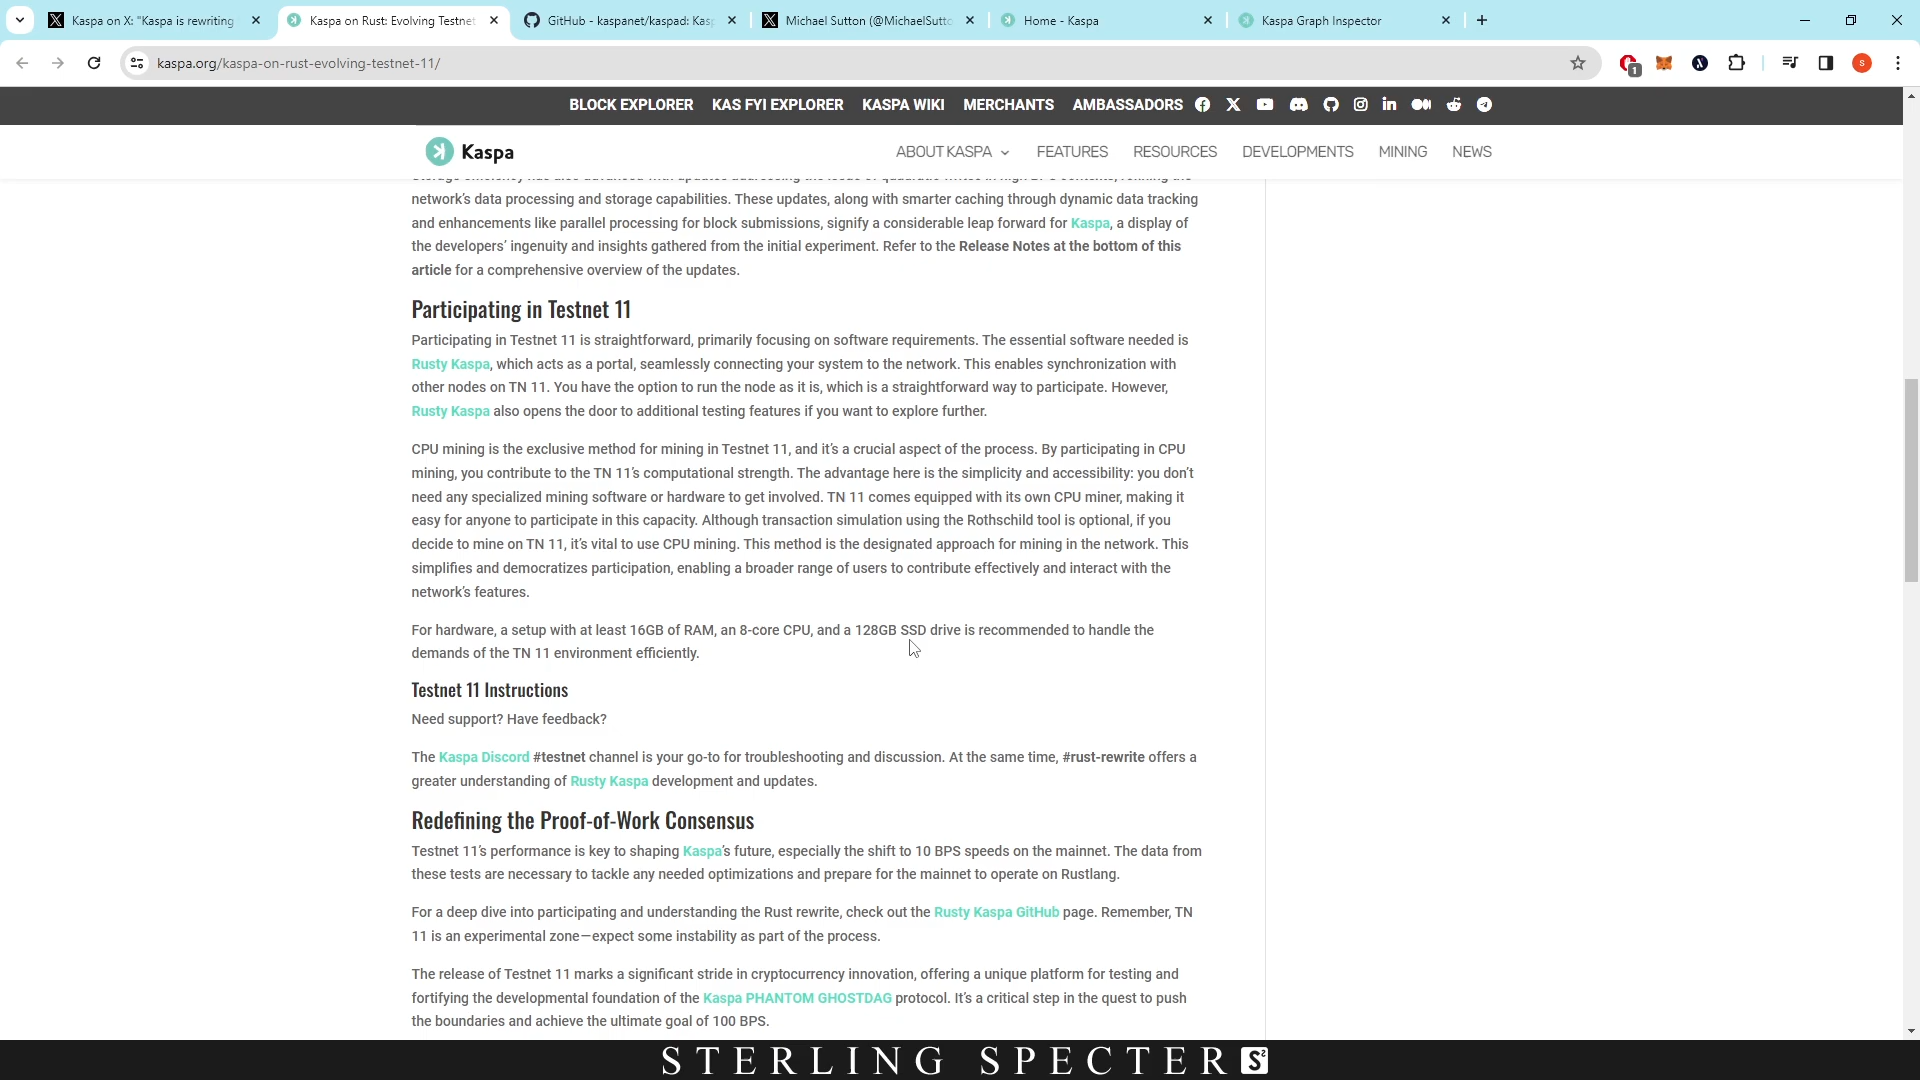 Kaspa on X: "Kaspa is rewriting
Kaspa on Rust: Evolving Testnet
GitHub - kaspanet/kaspad: Kasp
Michael Sutton (@MichaelSutto
Home - Kaspa
Kaspa Graph Inspector
kaspa.org/kaspa-on-rust-evolving-testnet-11/
1
S
BLOCK EXPLORER KAS FYI EXPLORER KASPA WIKI MERCHANTS AMBASSADORS
Kaspa
ABOUT KASPA FEATURES RESOURCES DEVELOPMENTS MINING NEWS
network's data processing and storage capabilities. These updates, along with smarter caching through dynamic data tracking
and enhancements like parallel processing for block submissions, signify a considerable leap forward for Kaspa, a display of
the developers' ingenuity and insights gathered from the initial experiment. Refer to the Release Notes at the bottom of this
article for a comprehensive overview of the updates.
Participating in Testnet 11
Participating in Testnet 11 is straightforward, primarily focusing on software requirements. The essential software needed is
Rusty Kaspa, which acts as a portal, seamlessly connecting your system to the network. This enables synchronization with
other nodes on TN 11. You have the option to run the node as it is, which is a straightforward way to participate. However,
Rusty Kaspa also opens the door to additional testing features if you want to explore further.
CPU mining is the exclusive method for mining in Testnet 11, and it's a crucial aspect of the process. By participating in CPU
mining, you contribute to the TN 11's computational strength. The advantage here is the simplicity and accessibility: you don't
need any specialized mining software or hardware to get involved. TN 11 comes equipped with its own CPU miner, making it
easy for anyone to participate in this capacity. Although transaction simulation using the Rothschild tool is optional, if you
decide to mine on TN 11, it's vital to use CPU mining. This method is the designated approach for mining in the network. This
simplifies and democratizes participation, enabling a broader range of users to contribute effectively and interact with the
network's features.
For hardware, a setup with at least 16GB of RAM, an 8-core CPU, and a 128GB SSD drive is recommended to handle the
demands of the TN 11 environment efficiently.
Testnet 11 Instructions
Need support? Have feedback?
The Kaspa Discord #testnet channel is your go-to for troubleshooting and discussion. At the same time, #rust-rewrite offers a
greater understanding of Rusty Kaspa development and updates.
Redefining the Proof-of-Work Consensus
Testnet 11's performance is key to shaping Kaspa's future, especially the shift to 10 BPS speeds on the mainnet. The data from
these tests are necessary to tackle any needed optimizations and prepare for the mainnet to operate on Rustlang.
For a deep dive into participating and understanding the Rust rewrite, check out the Rusty Kaspa GitHub page. Remember, TN
11 is an experimental zone—expect some instability as part of the process.
The release of Testnet 11 marks a significant stride in cryptocurrency innovation, offering a unique platform for testing and
fortifying the developmental foundation of the Kaspa PHANTOM GHOSTDAG protocol. It's a critical step in the quest to push
the boundaries and achieve the ultimate goal of 100 BPS.
STERLING SPECTER S²